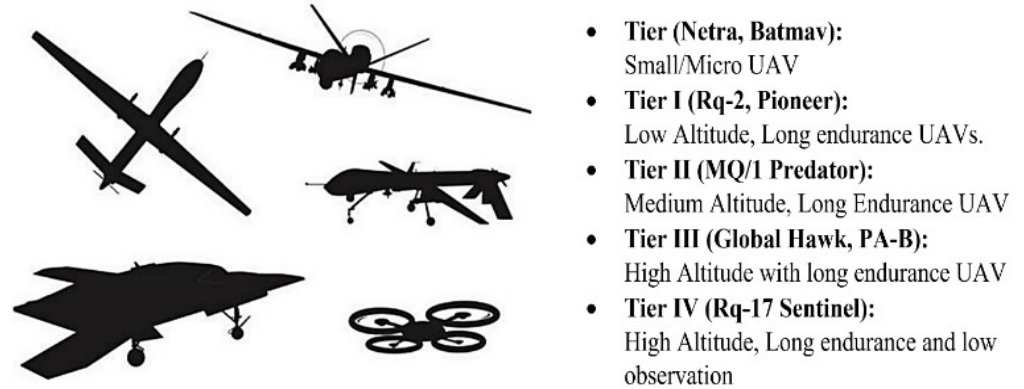 • Tier (Netra, Batmav):
Small/Micro UAV
• Tier I (Rq-2, Pioneer):
Low Altitude, Long endurance UAVs.
• Tier II (MQ/1 Predator):
Medium Altitude, Long Endurance UAV
• Tier III (Global Hawk, PA-B):
High Altitude with long endurance UAV
• Tier IV (Rq-17 Sentinel):
High Altitude, Long endurance and low
observation